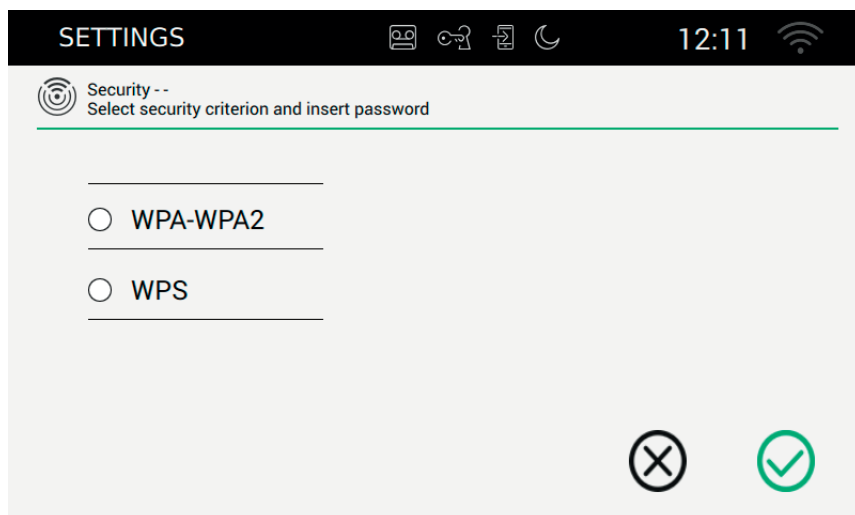 SETTINGS 12:11
Security - -
Select security criterion and insert password
WPA-WPA2
WPS